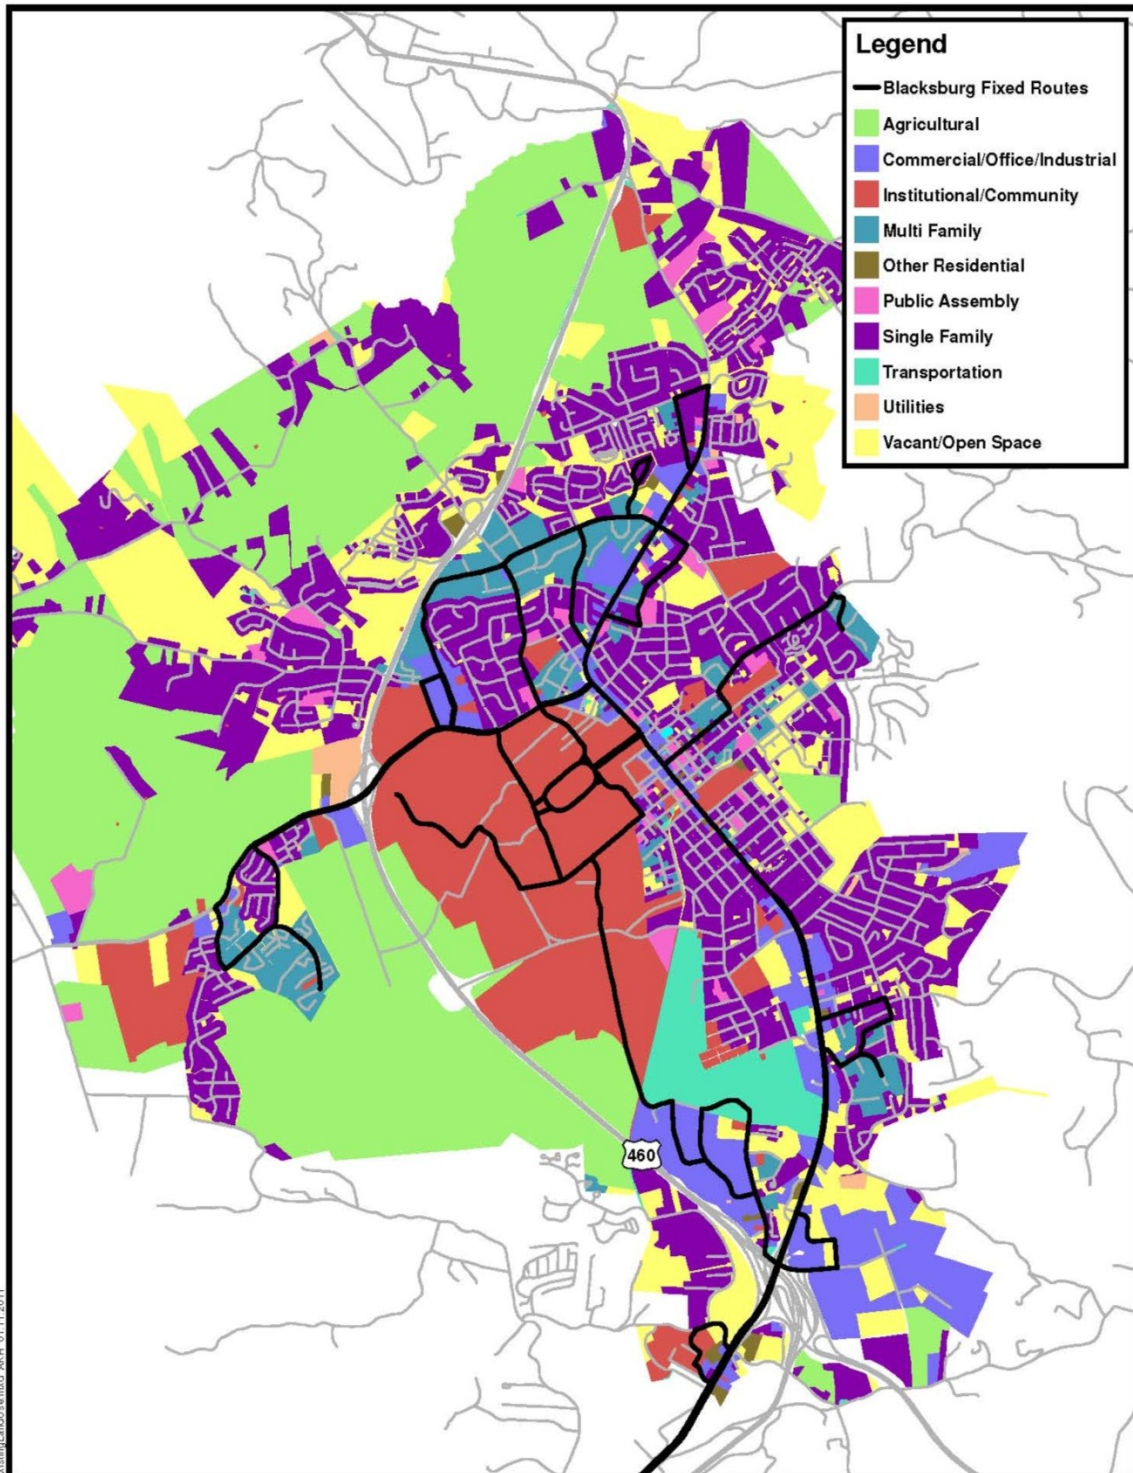 Legend
Blacksburg Fixed Routes
Agricultural
Commercial/Office/Industrial
Institutional/Community
Multi Family
Other Residential
Public Assembly
Single Family
Transportation
Utilities
Vacant/Open Space
460